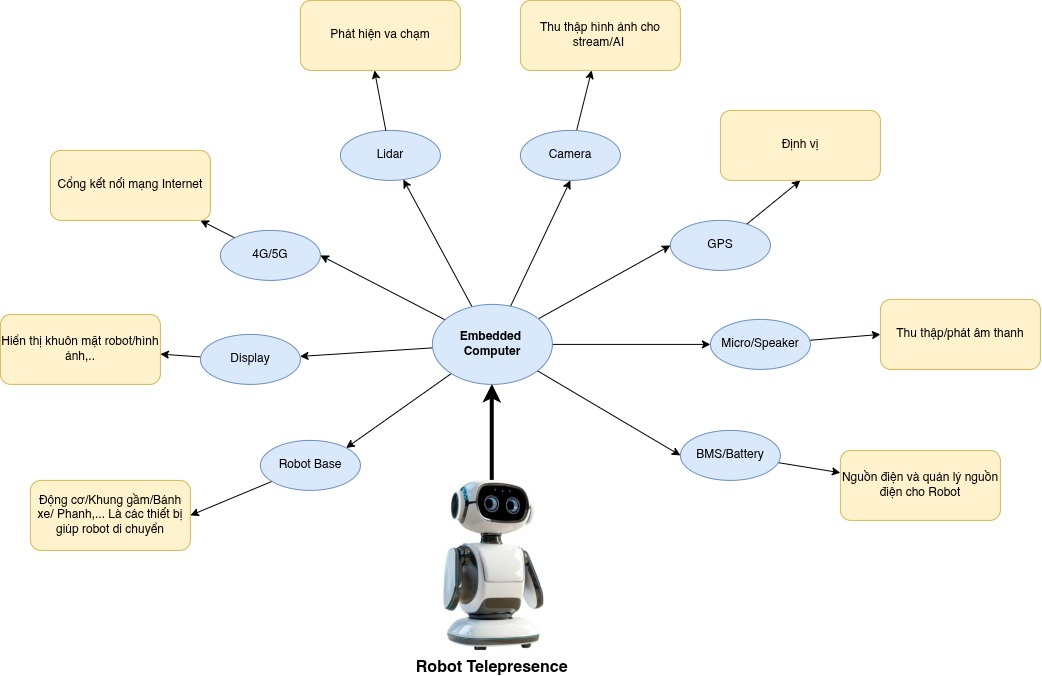 Phát hiện va chạm
Thu thập hình ảnh cho
stream/AI
Định vị
Lidar
Camera
Cổng kết nối mạng Internet
4G/5G
GPS
Hiển thị khuôn mặt robot/hình
ảnh,..
Display
Embedded
Computer
Micro/Speaker
Thu thập/phát âm thanh
Robot Base
BMS/Battery
Động cơ/Khung gầm/Bánh
xe/ Phanh,... Là các thiết bị
giúp robot di chuyển
Nguồn điện và quản lý nguồn
điện cho Robot
Robot Telepresence